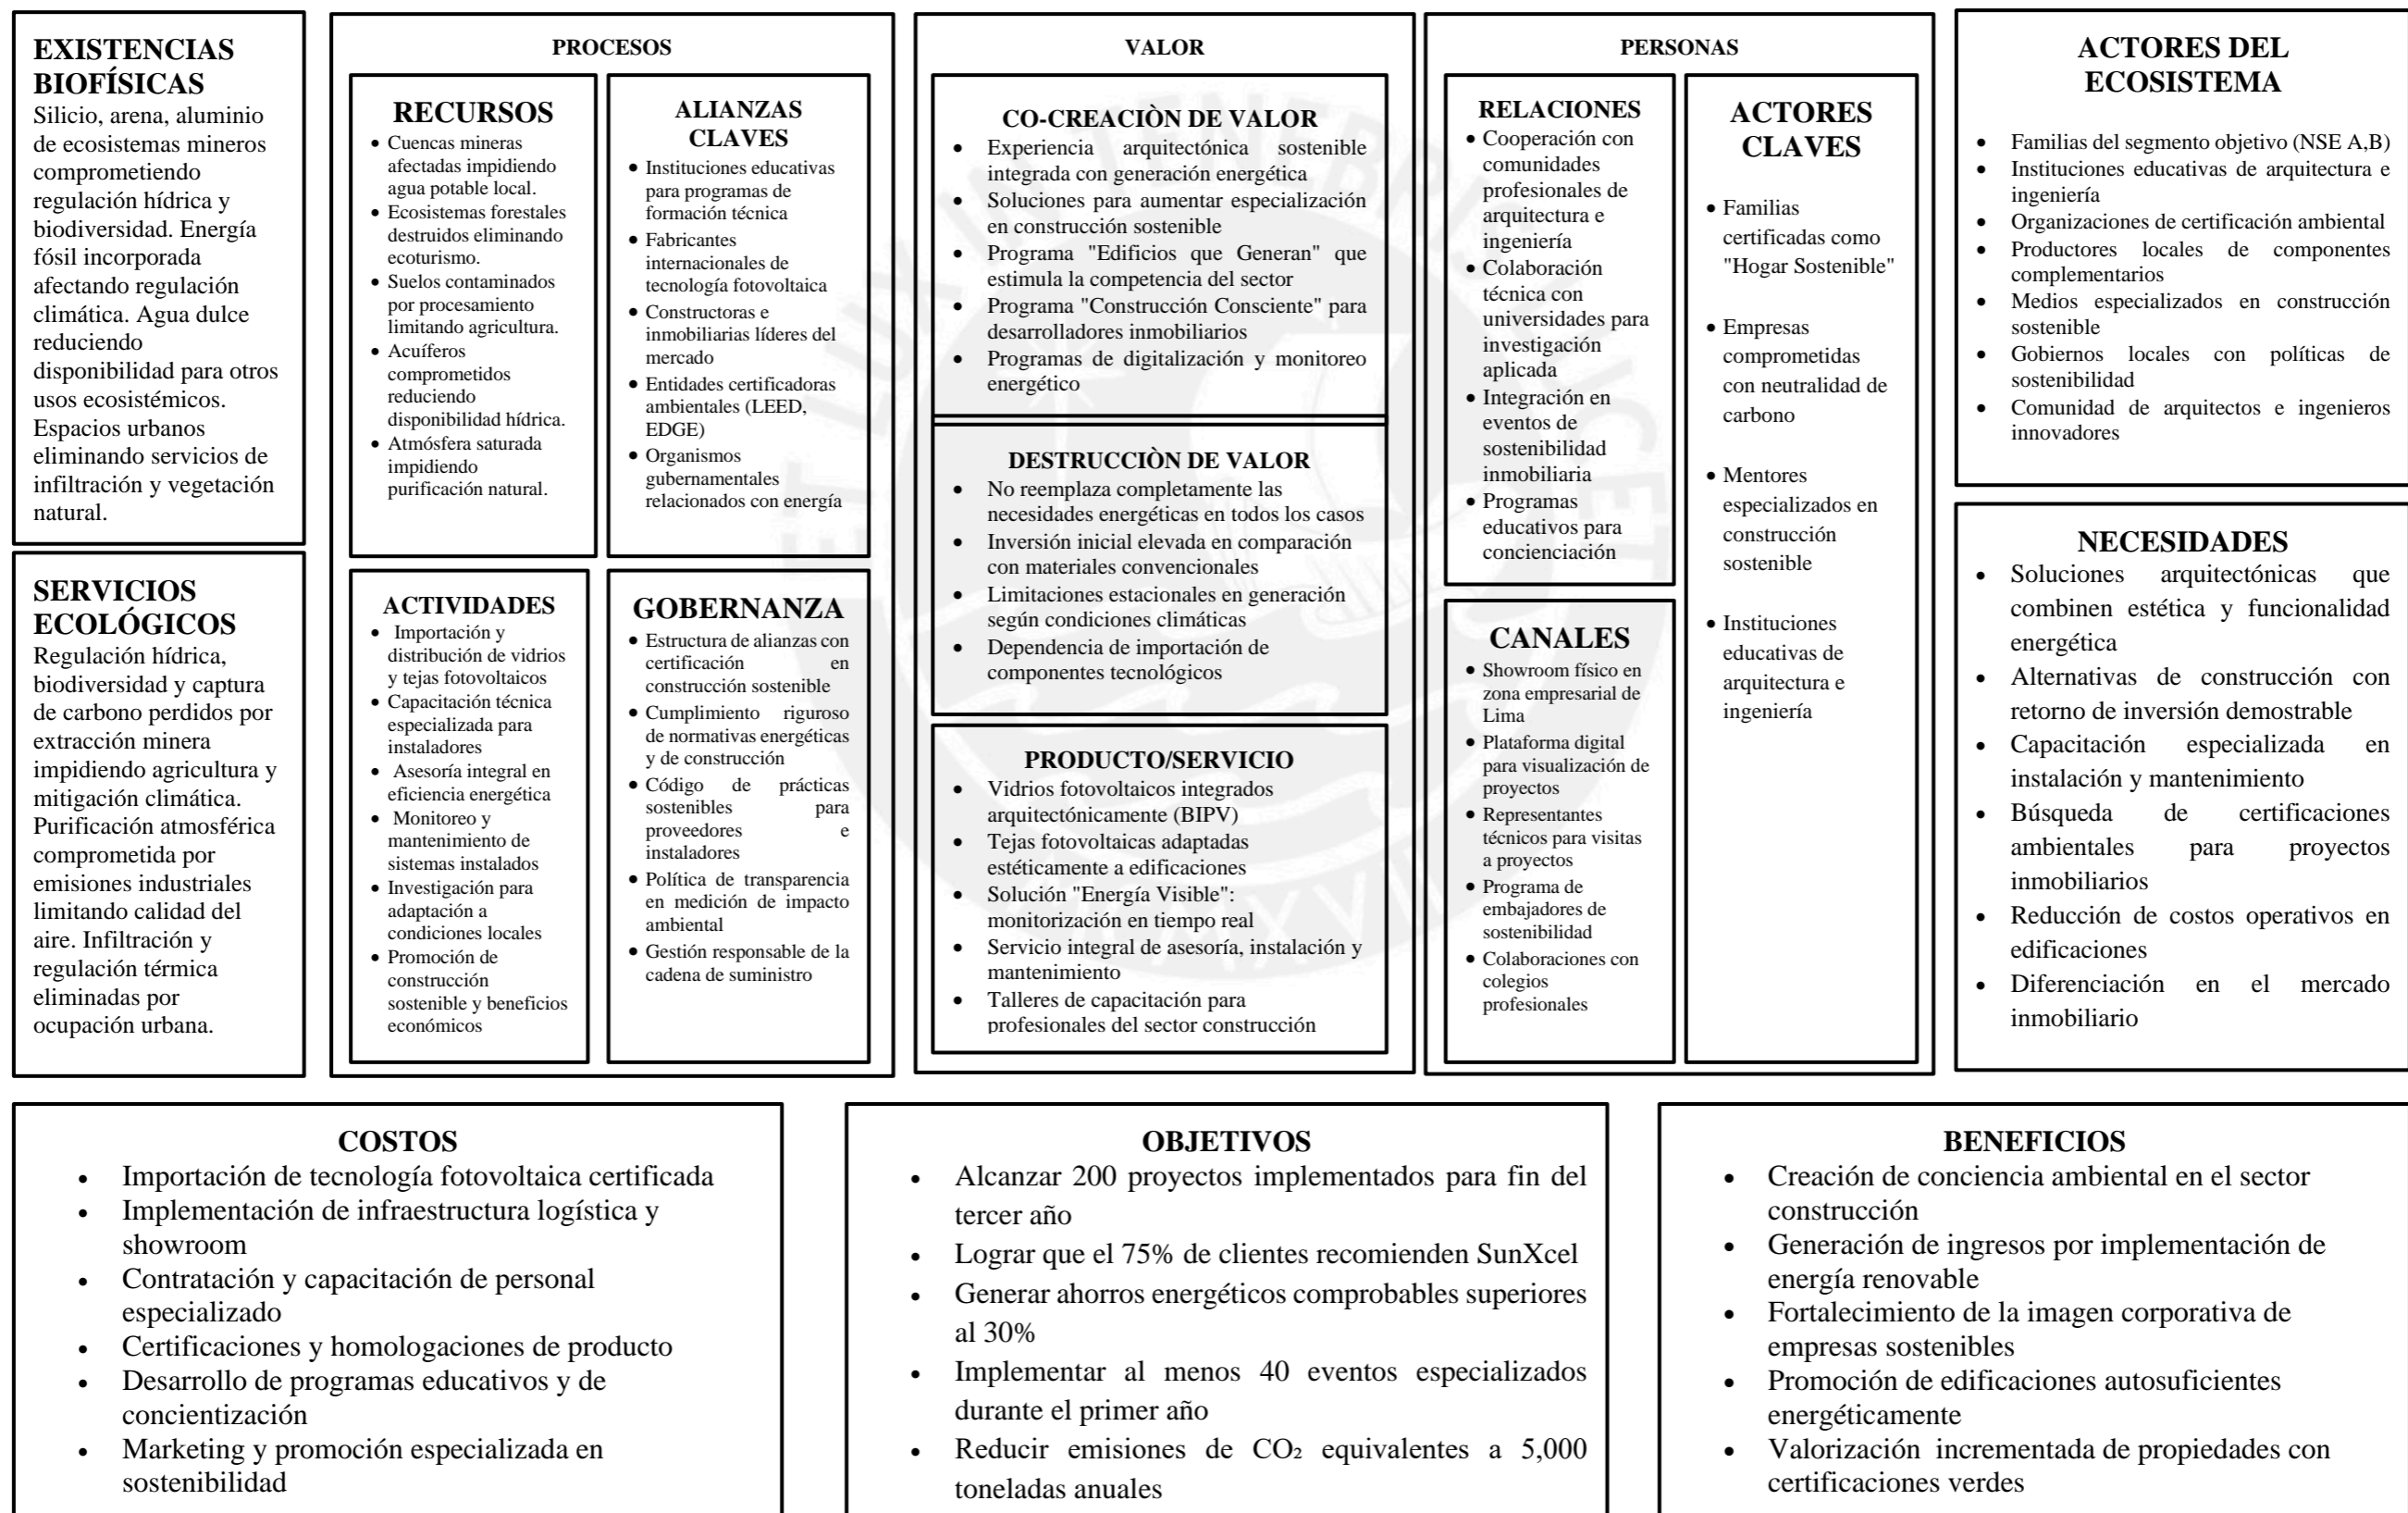 EXISTENCIAS
BIOFÍSICAS
Silicio, arena, aluminio
de ecosistemas mineros
comprometiendo
regulación hídrica y
biodiversidad. Energía
fósil incorporada
afectando regulación
climática. Agua dulce
reduciendo
disponibilidad para otros
usos ecosistémicos.
Espacios urbanos
eliminando servicios de
infiltración y vegetación
natural.
SERVICIOS
ECOLÓGICOS
Regulación hídrica,
biodiversidad y captura
de carbono perdidos por
extracción minera
impidiendo agricultura y
mitigación climática.
Purificación atmosférica
comprometida por
emisiones industriales
limitando calidad del
aire. Infiltración y
regulación térmica
eliminadas por
ocupación urbana.
PROCESOS
RECURSOS
• Cuencas mineras
afectadas impidiendo
agua potable local.
• Ecosistemas forestales
destruidos eliminando
ecoturismo.
• Suelos contaminados
por procesamiento
limitando agricultura.
• Acuíferos
comprometidos
reduciendo
disponibilidad hídrica.
• Atmósfera saturada
impidiendo
purificación natural.
ALIANZAS
CLAVES
• Instituciones educativas
para programas de
formación técnica
• Fabricantes
internacionales de
tecnología fotovoltaica
• Constructoras e
inmobiliarias líderes del
mercado
• Entidades certificadoras
ambientales (LEED,
EDGE)
• Organismos
gubernamentales
relacionados con energía
ACTIVIDADES
• Importación y
distribución de vidrios
y tejas fotovoltaicos
• Capacitación técnica
especializada para
instaladores
• Asesoría integral en
eficiencia energética
• Monitoreo y
mantenimiento de
sistemas instalados
• Investigación para
adaptación a
condiciones locales
• Promoción de
construcción
sostenible y beneficios
económicos
GOBERNANZA
• Estructura de alianzas con
certificación en
construcción sostenible
• Cumplimiento riguroso
de normativas energéticas
y de construcción
• Código de prácticas
sostenibles para
proveedores e
instaladores
• Política de transparencia
en medición de impacto
ambiental
• Gestión responsable de la
cadena de suministro
VALOR
CO-CREACIÒN DE VALOR
• Experiencia arquitectónica sostenible
integrada con generación energética
• Soluciones para aumentar especialización
en construcción sostenible
• Programa "Edificios que Generan" que
estimula la competencia del sector
• Programa "Construcción Consciente" para
desarrolladores inmobiliarios
• Programas de digitalización y monitoreo
energético
DESTRUCCIÒN DE VALOR
• No reemplaza completamente las
necesidades energéticas en todos los casos
• Inversión inicial elevada en comparación
con materiales convencionales
• Limitaciones estacionales en generación
según condiciones climáticas
• Dependencia de importación de
componentes tecnológicos
PRODUCTO/SERVICIO
• Vidrios fotovoltaicos integrados
arquitectónicamente (BIPV)
• Tejas fotovoltaicas adaptadas
estéticamente a edificaciones
• Solución "Energía Visible":
monitorización en tiempo real
• Servicio integral de asesoría, instalación y
mantenimiento
• Talleres de capacitación para
profesionales del sector construcción
PERSONAS
RELACIONES
• Cooperación con
comunidades
profesionales de
arquitectura e
ingeniería
• Colaboración
técnica con
universidades para
investigación
aplicada
• Integración en
eventos de
sostenibilidad
inmobiliaria
• Programas
educativos para
concienciación
CANALES
• Showroom físico en
zona empresarial de
Lima
• Plataforma digital
para visualización de
proyectos
• Representantes
técnicos para visitas
a proyectos
• Programa de
embajadores de
sostenibilidad
• Colaboraciones con
colegios
profesionales
ACTORES
CLAVES
• Familias
certificadas como
"Hogar Sostenible"
• Empresas
comprometidas
con neutralidad de
carbono
• Mentores
especializados en
construcción
sostenible
• Instituciones
educativas de
arquitectura e
ingeniería
ACTORES DEL
ECOSISTEMA
• Familias del segmento objetivo (NSE A,B)
• Instituciones educativas de arquitectura e
ingeniería
• Organizaciones de certificación ambiental
• Productores locales de componentes
complementarios
• Medios especializados en construcción
sostenible
• Gobiernos locales con políticas de
sostenibilidad
• Comunidad de arquitectos e ingenieros
innovadores
NECESIDADES
• Soluciones arquitectónicas que
combinen estética y funcionalidad
energética
• Alternativas de construcción con
retorno de inversión demostrable
• Capacitación especializada en
instalación y mantenimiento
• Búsqueda de certificaciones
ambientales para proyectos
inmobiliarios
• Reducción de costos operativos en
edificaciones
• Diferenciación en el mercado
inmobiliario
COSTOS
• Importación de tecnología fotovoltaica certificada
• Implementación de infraestructura logística y
showroom
• Contratación y capacitación de personal
especializado
• Certificaciones y homologaciones de producto
• Desarrollo de programas educativos y de
concientización
• Marketing y promoción especializada en
sostenibilidad
OBJETIVOS
• Alcanzar 200 proyectos implementados para fin del
tercer año
• Lograr que el 75% de clientes recomienden SunXcel
• Generar ahorros energéticos comprobables superiores
al 30%
• Implementar al menos 40 eventos especializados
durante el primer año
• Reducir emisiones de CO₂ equivalentes a 5,000
toneladas anuales
BENEFICIOS
• Creación de conciencia ambiental en el sector
construcción
• Generación de ingresos por implementación de
energía renovable
• Fortalecimiento de la imagen corporativa de
empresas sostenibles
• Promoción de edificaciones autosuficientes
energéticamente
• Valorización incrementada de propiedades con
certificaciones verdes
ET LUX IN TENEBRIS LUCET